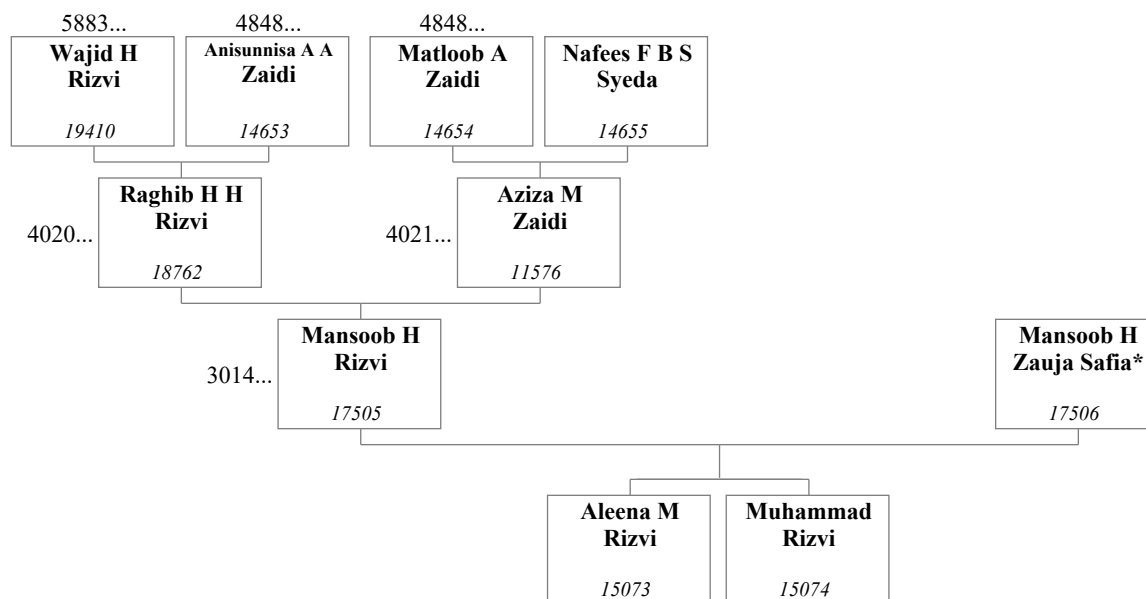 5883...
4848...
4848...
Wajid H
Rizvi
19410
Anisunnisa A A
Zaidi
14653
Matloob A
Zaidi
14654
Nafees F B S
Syeda
14655
4020...
Raghib H H
Rizvi
18762
4021...
Aziza M
Zaidi
11576
3014...
Mansoob H
Rizvi
17505
Mansoob H
Zauja Safia*
17506
Aleena M
Rizvi
15073
Muhammad
Rizvi
15074